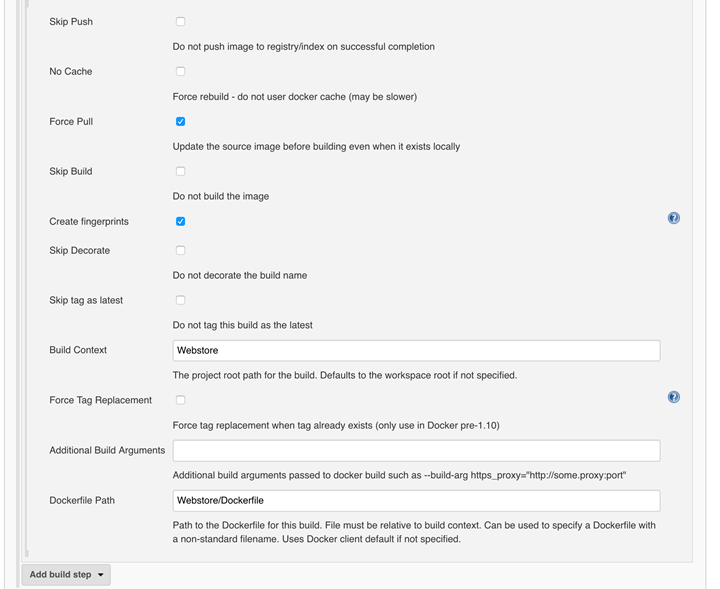 Skip Push
Do not push image to registry/index on successful completion
No Cache
Force rebuild - do not user docker cache (may be slower)
Force Pull
Update the source image before building even when it exists locally
Skip Build
Do not build the image
Create fingerprints
Skip Decorate
Do not decorate the build name
Skip tag as latest
Do not tag this build as the latest
Build Context
Webstore
The project root path for the build. Defaults to the workspace root if not specified.
Force Tag Replacement
Force tag replacement when tag already exists (only use in Docker pre-1.10)
Additional Build Arguments
Additional build arguments passed to docker build such as --build-arg https_proxy="http://some.proxy:port"
Dockerfile Path
Webstore/Dockerfile
Path to the Dockerfile for this build. File must be relative to build context. Can be used to specify a Dockerfile with
a non-standard filename. Uses Docker client default if not specified.
Add build step